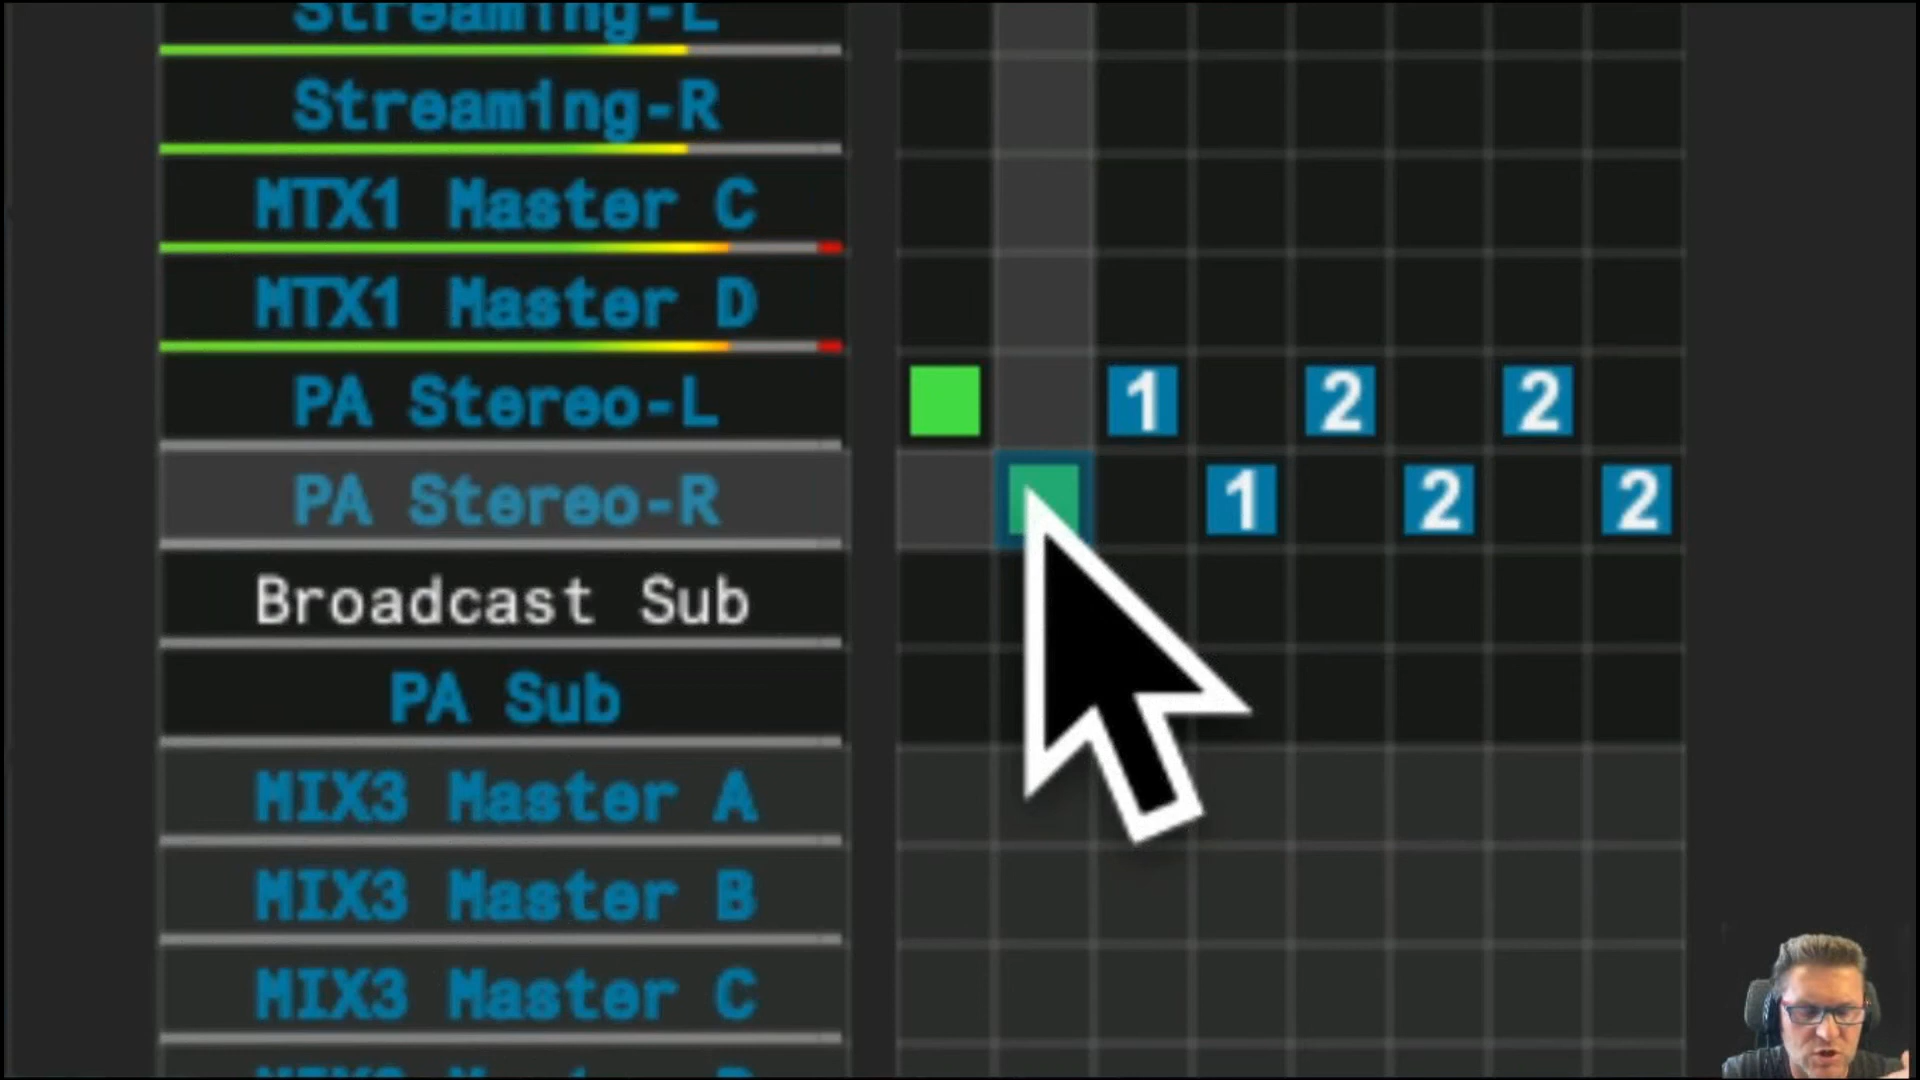 Streaming-L
Streaming-R
MTX1 Master C
MTX1 Master D
PA Stereo-L 1 2 2
PA Stereo-R 1 2 2
Broadcast Sub
PA Sub
MIX3 Master A
MIX3 Master B
MIX3 Master C